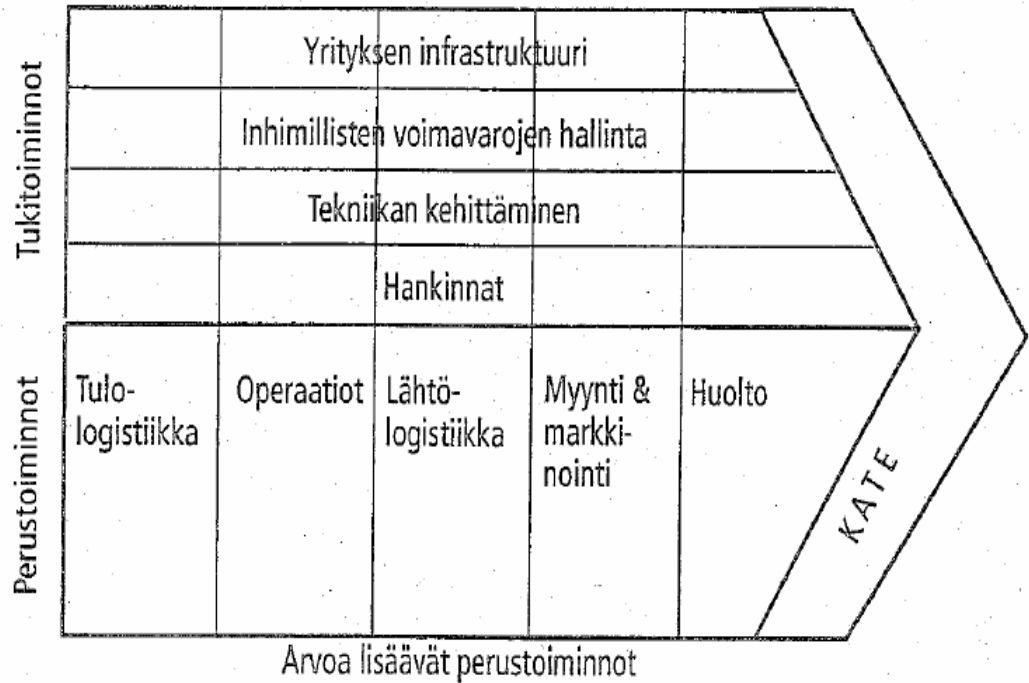 Tukitoiminnot
Yrityksen infrastruktuuri
Inhimillisten voimavarojen hallinta
Tekniikan kehittäminen
Hankinnat
Perustoiminnot
Tulo-
logistiikka
Operaatiot
Lähtö-
logistiikka
Myynti &
markki-
nointi
Huolto
KATE
Arvoa lisäävät perustoiminnot